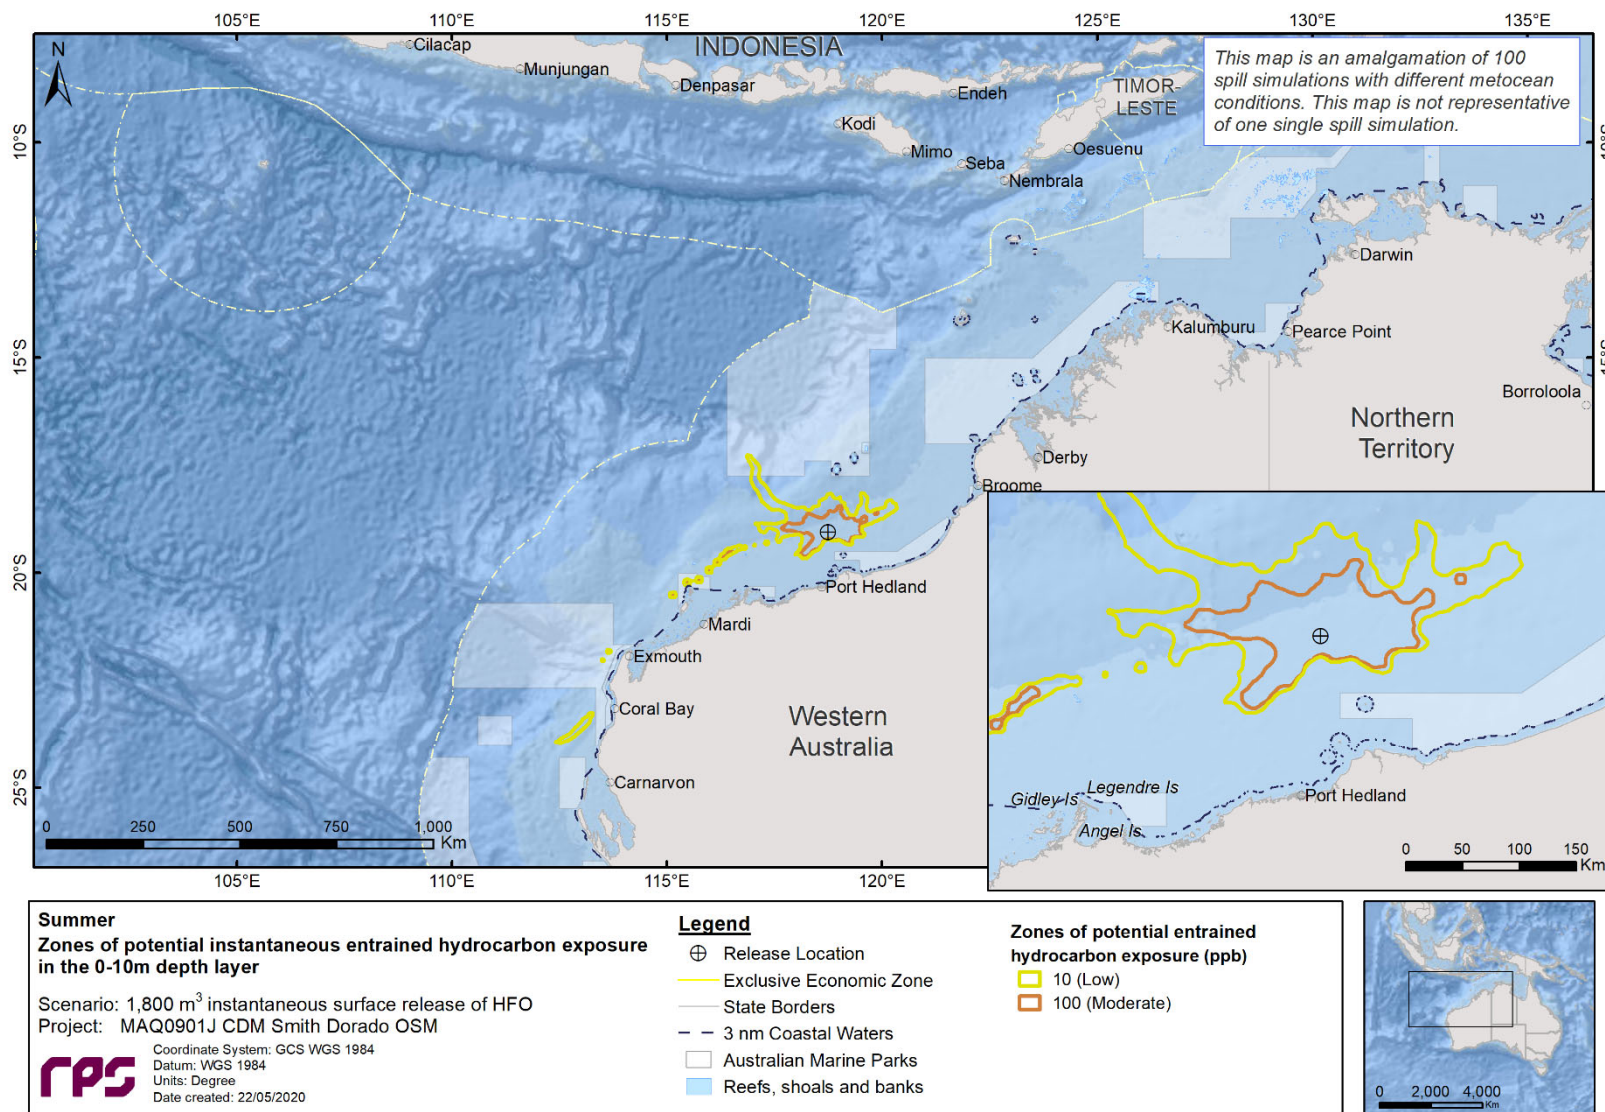 105°E
110°E
115°E
120°E
125°E
130°E
135°E
N
Cilacap
Munjungan
INDONESIA
Denpasar
Endeh
TIMOR-
LESTE
Kodi
Mimo
Seba
Oesuenu
Nembrala
This map is an amalgamation of 100
spill simulations with different metocean
conditions. This map is not representative
of one single spill simulation.
10°S
10°S
Darwin
Kalumburu
Pearce Point
15°S
15°S
Borroloola
Northern
Territory
Derby
Broome
20°S
Port Hedland
Mardi
Exmouth
Coral Bay
Western
Australia
25°S
Carnarvon
0
250
500
750
1,000
Km
Gidley Is
Legendre Is
Angel Is
Port Hedland
0
50
100
150
Km
105°E
110°E
115°E
120°E
Summer
Zones of potential instantaneous entrained hydrocarbon exposure
in the 0-10m depth layer
Scenario: 1,800 m³ instantaneous surface release of HFO
Project: MAQ0901J CDM Smith Dorado OSM
rps
Coordinate System: GCS WGS 1984
Datum: WGS 1984
Units: Degree
Date created: 22/05/2020
Legend
Release Location
Exclusive Economic Zone
State Borders
3 nm Coastal Waters
Australian Marine Parks
Reefs, shoals and banks
Zones of potential entrained
hydrocarbon exposure (ppb)
10 (Low)
100 (Moderate)
0
2,000
4,000
Km